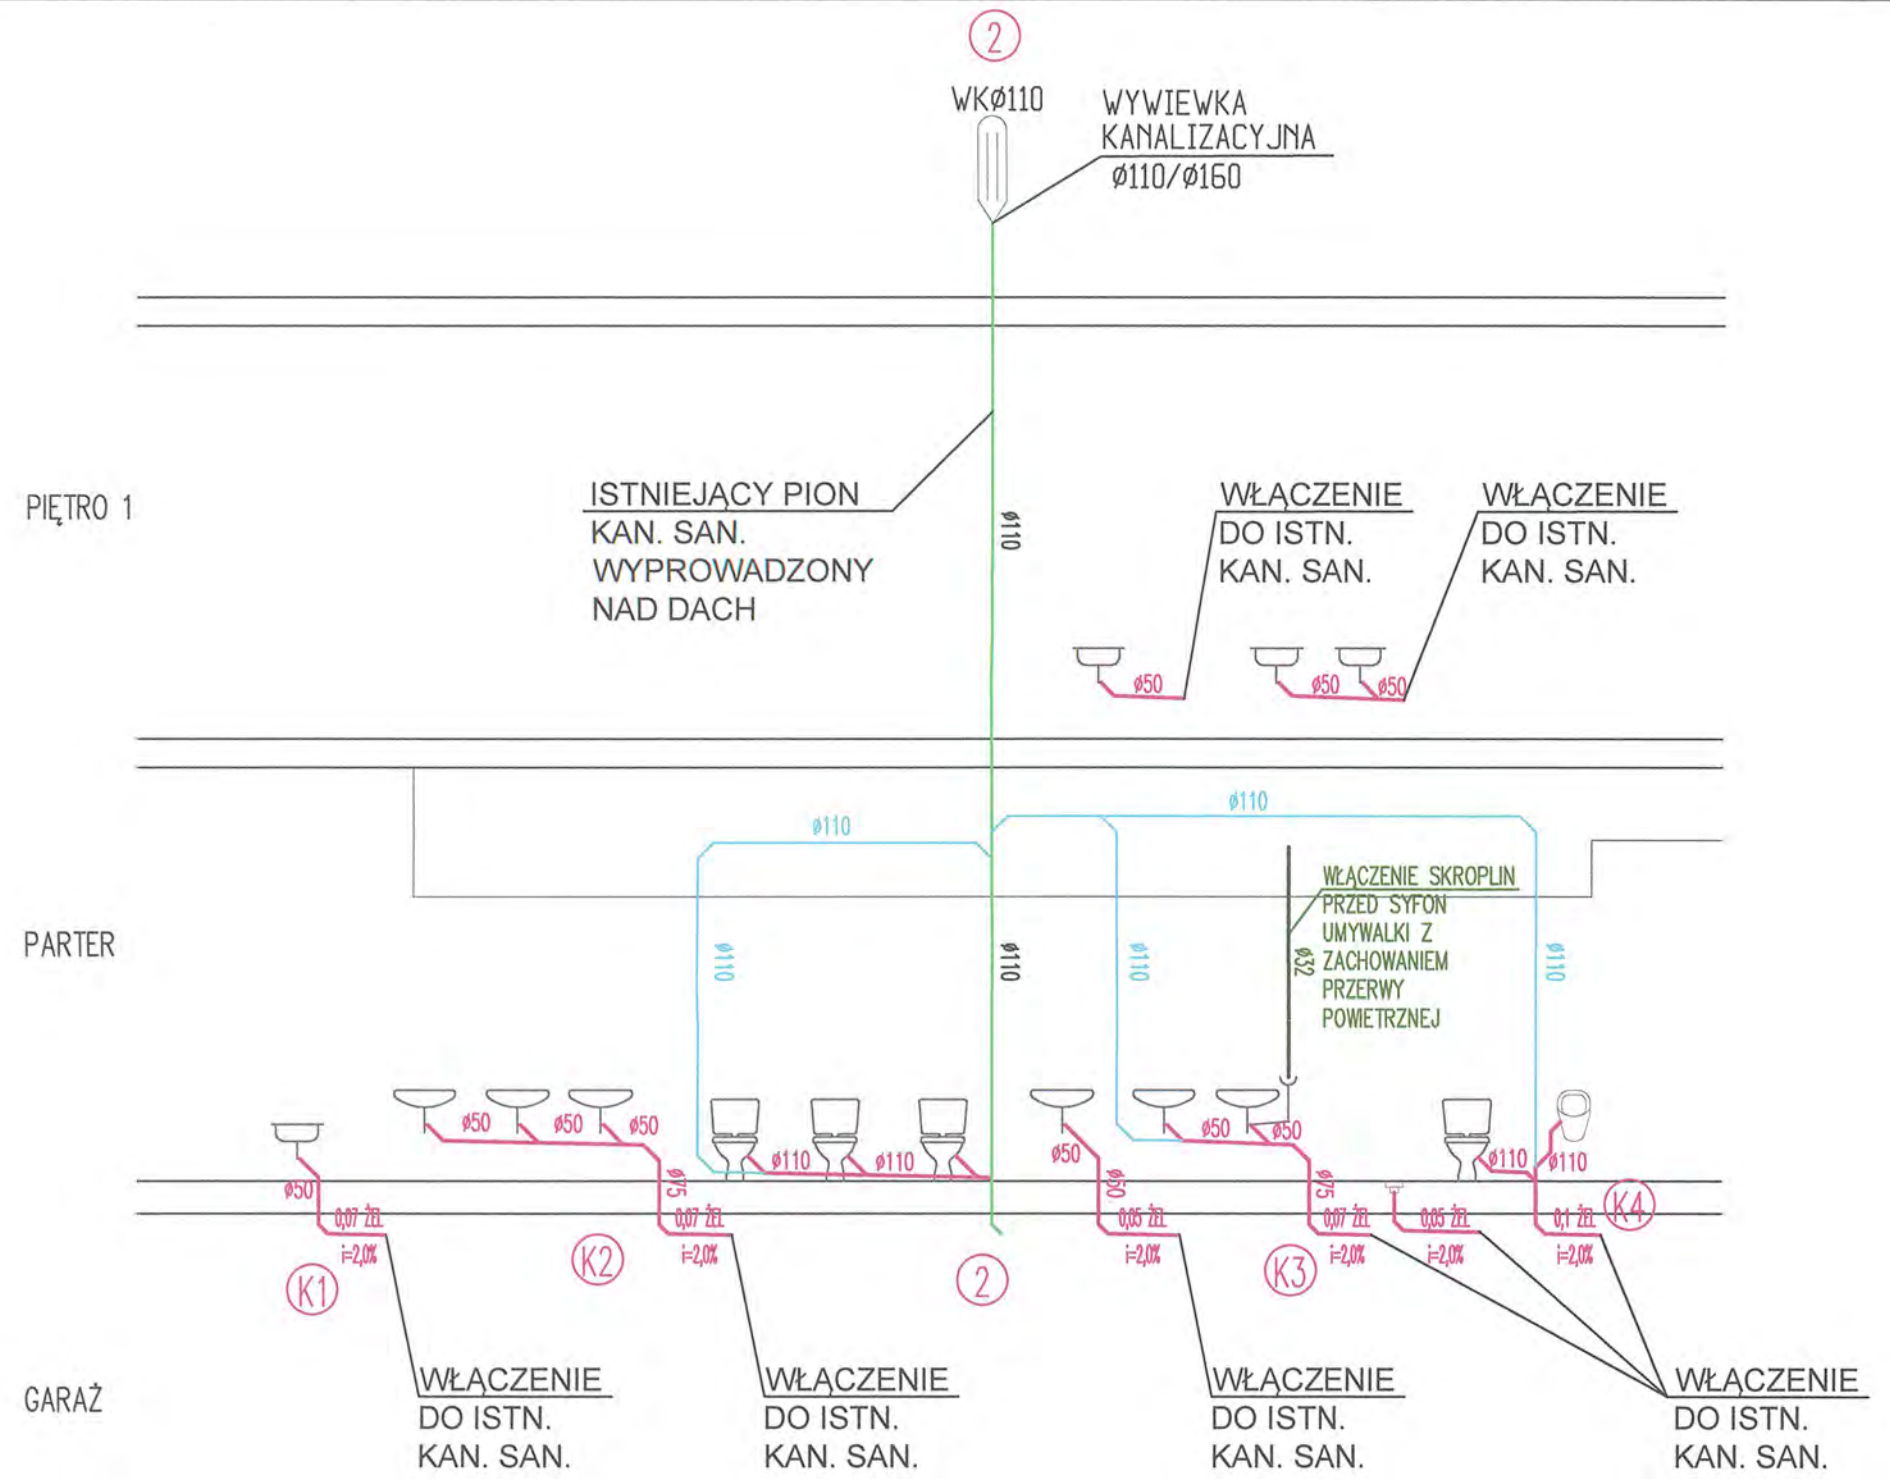 2
WKø110
WYWIEWKA
KANALIZACYJNA
ø110/ø160
PIĘTRO 1
ISTNIEJĄCY PION
KAN. SAN.
WYPROWADZONY
NAD DACH
ø110
WŁĄCZENIE
DO ISTN.
KAN. SAN.
WŁĄCZENIE
DO ISTN.
KAN. SAN.
ø50
ø50
ø50
PARTER
ø110
ø110
ø110
ø110
ø110
ø32
WŁĄCZENIE SKROPLIN
PRZED SYFON
UMYWALKI Z
ZACHOWANIEM
PRZERWY
POWIETRZNEJ
ø110
ø50
ø50
ø50
ø50
ø75
ø110
ø110
ø50
ø50
ø50
ø50
ø75
ø110
ø110
0,07 ŻEL
i=2,0%
0,07 ŻEL
i=2,0%
0,05 ŻEL
i=2,0%
0,07 ŻEL
i=2,0%
0,05 ŻEL
i=2,0%
0,1 ŻEL
i=2,0%
K1
K2
2
K3
K4
GARAŻ
WŁĄCZENIE
DO ISTN.
KAN. SAN.
WŁĄCZENIE
DO ISTN.
KAN. SAN.
WŁĄCZENIE
DO ISTN.
KAN. SAN.
WŁĄCZENIE
DO ISTN.
KAN. SAN.